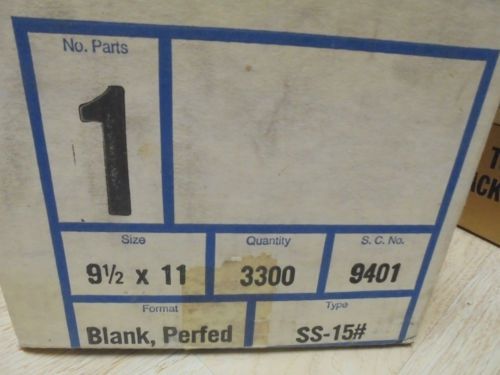 No. Parts
1
Size
Quantity
S. C. No.
9½ x 11
3300
9401
Format
Type
Blank, Perfed
SS-15#